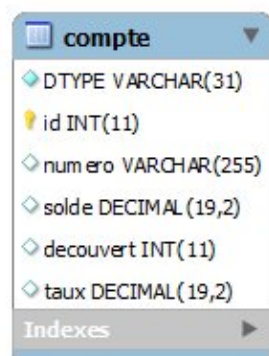 compte
DTYPE VARCHAR(31)
id INT(11)
numero VARCHAR(255)
solde DECIMAL(19,2)
decouvert INT(11)
taux DECIMAL(19,2)
Indexes